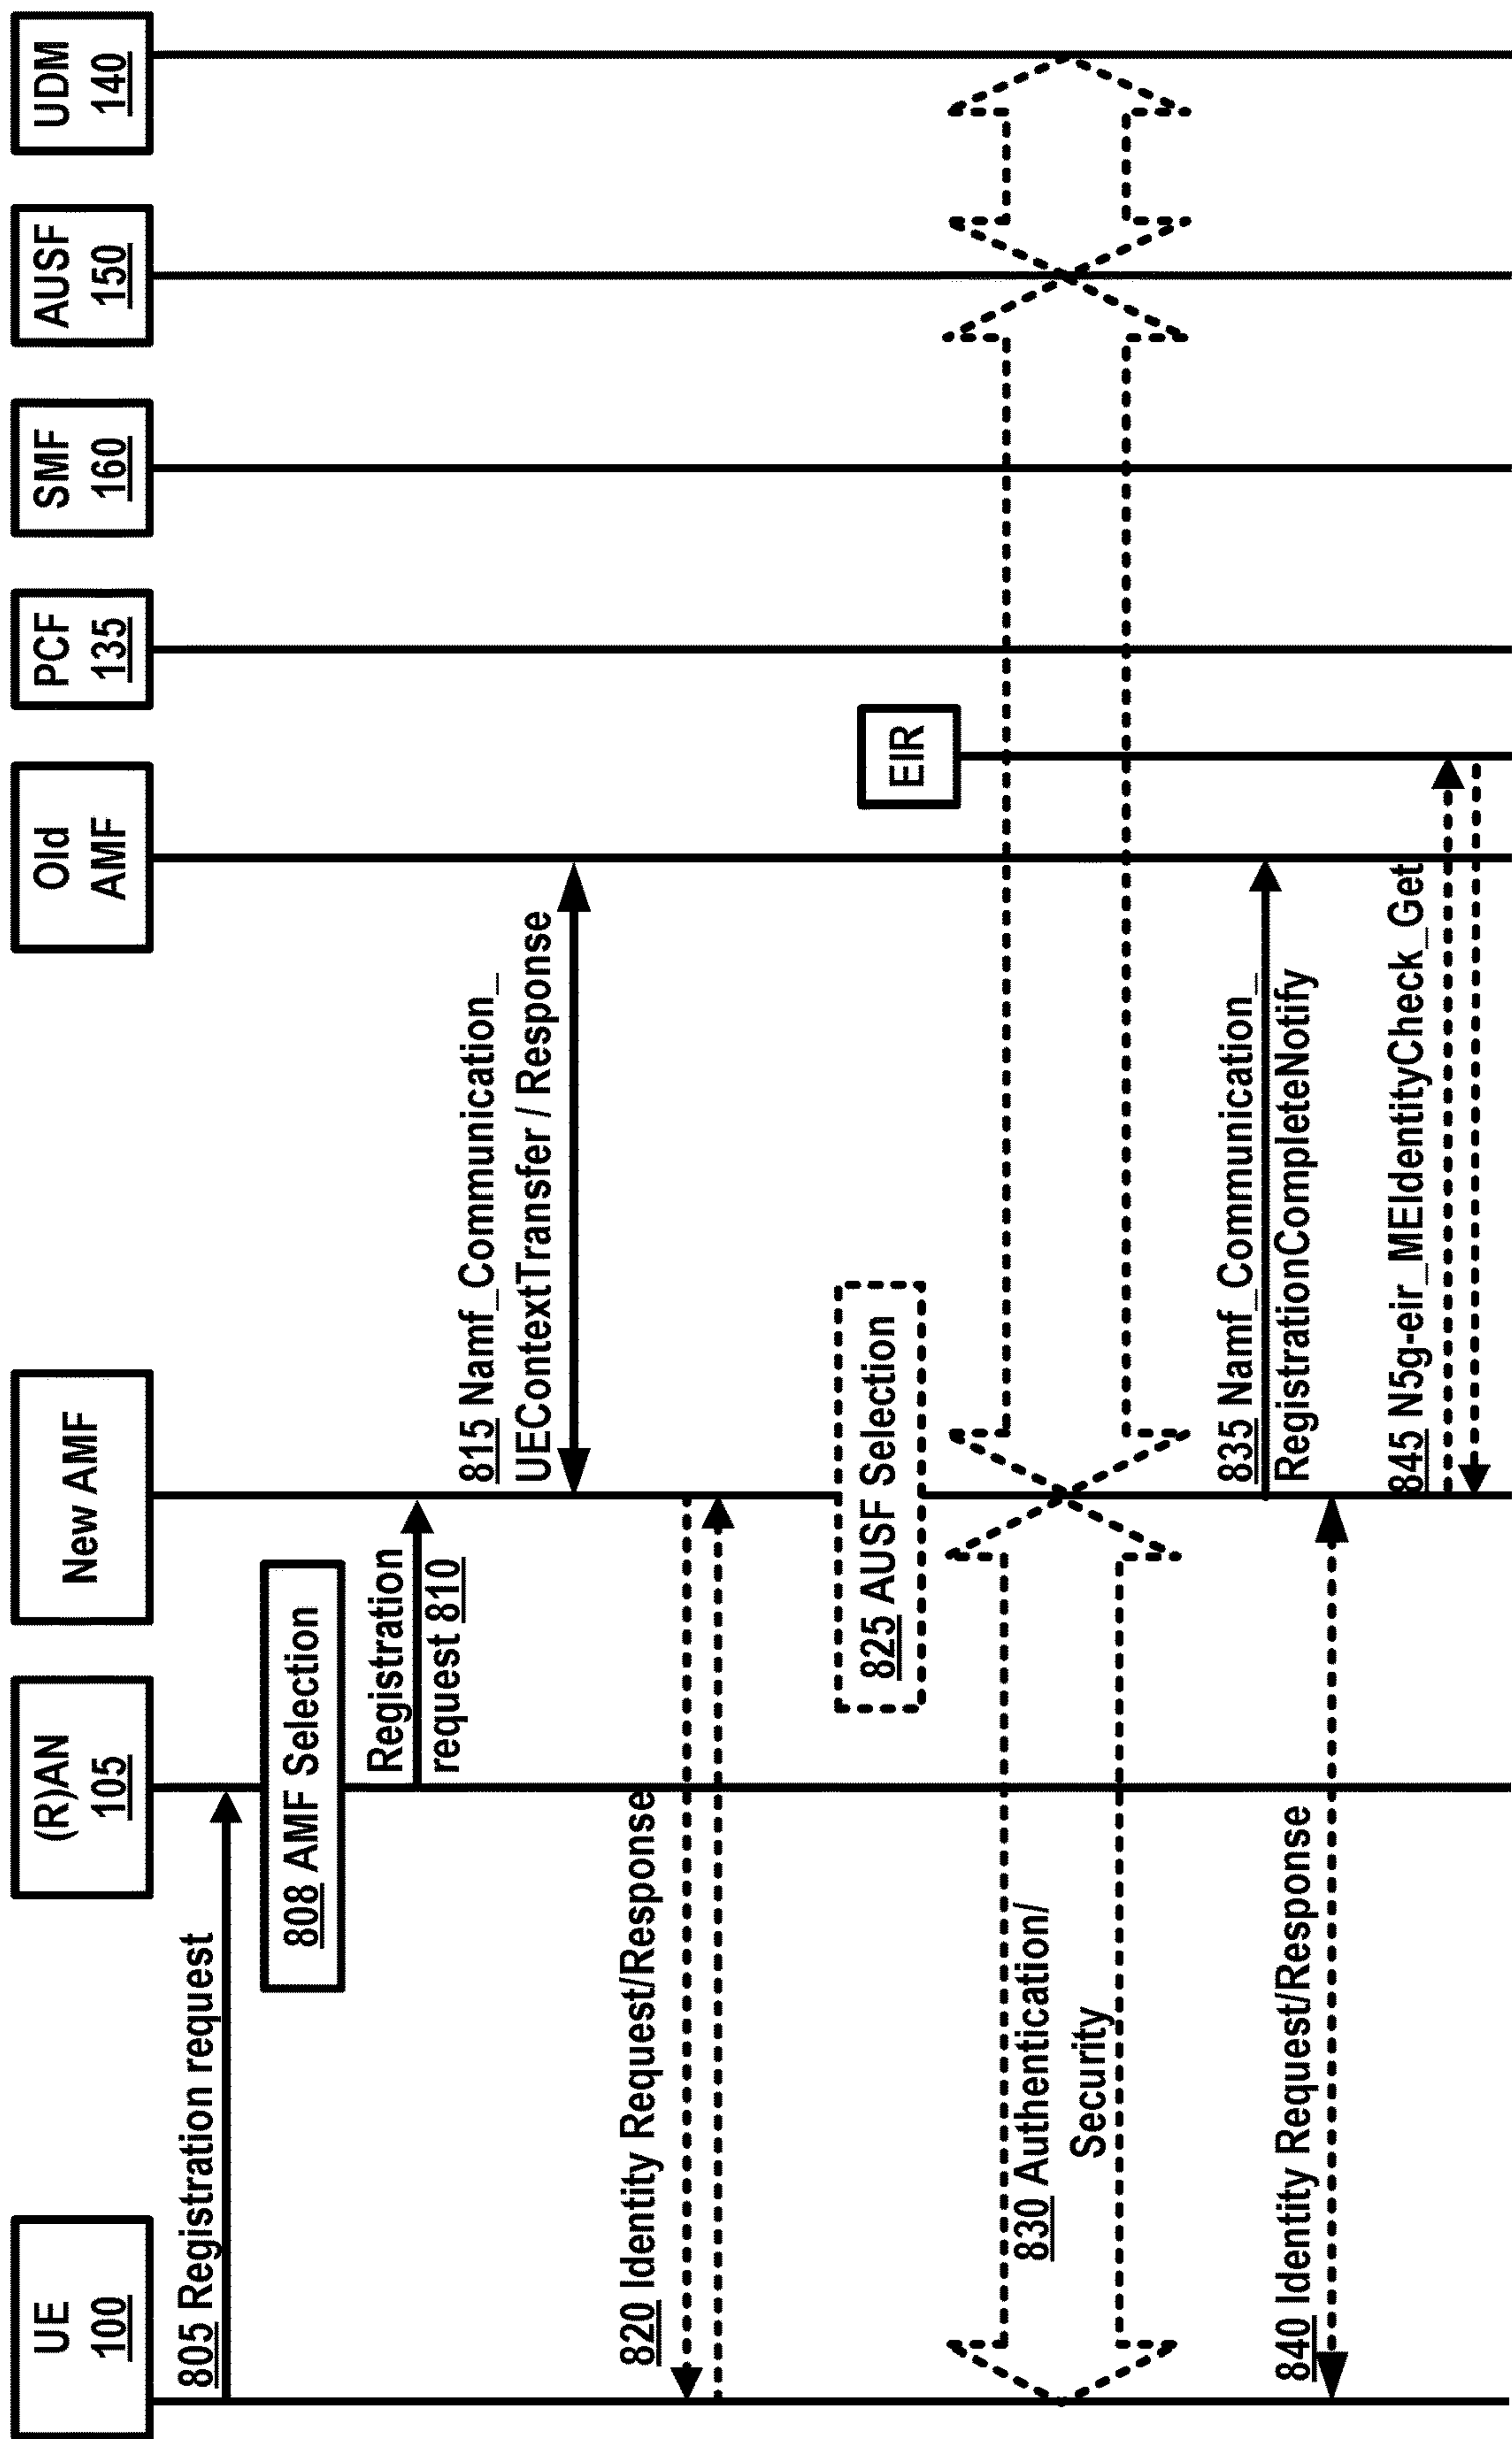 UE
100
(R)AN
105
New AMF
Old
AMF
PCF
135
SMF
160
AUSF
150
UDM
140
805 Registration request
808 AMF Selection
Registration
request 810
815 Namf_Communication_
UEContextTransfer / Response
820 Identity Request/Response
825 AUSF Selection
EIR
830 Authentication/
Security
835 Namf_Communication_
RegistrationCompleteNotify
840 Identity Request/Response
845 N5g-eir_MEIdentityCheck_Get